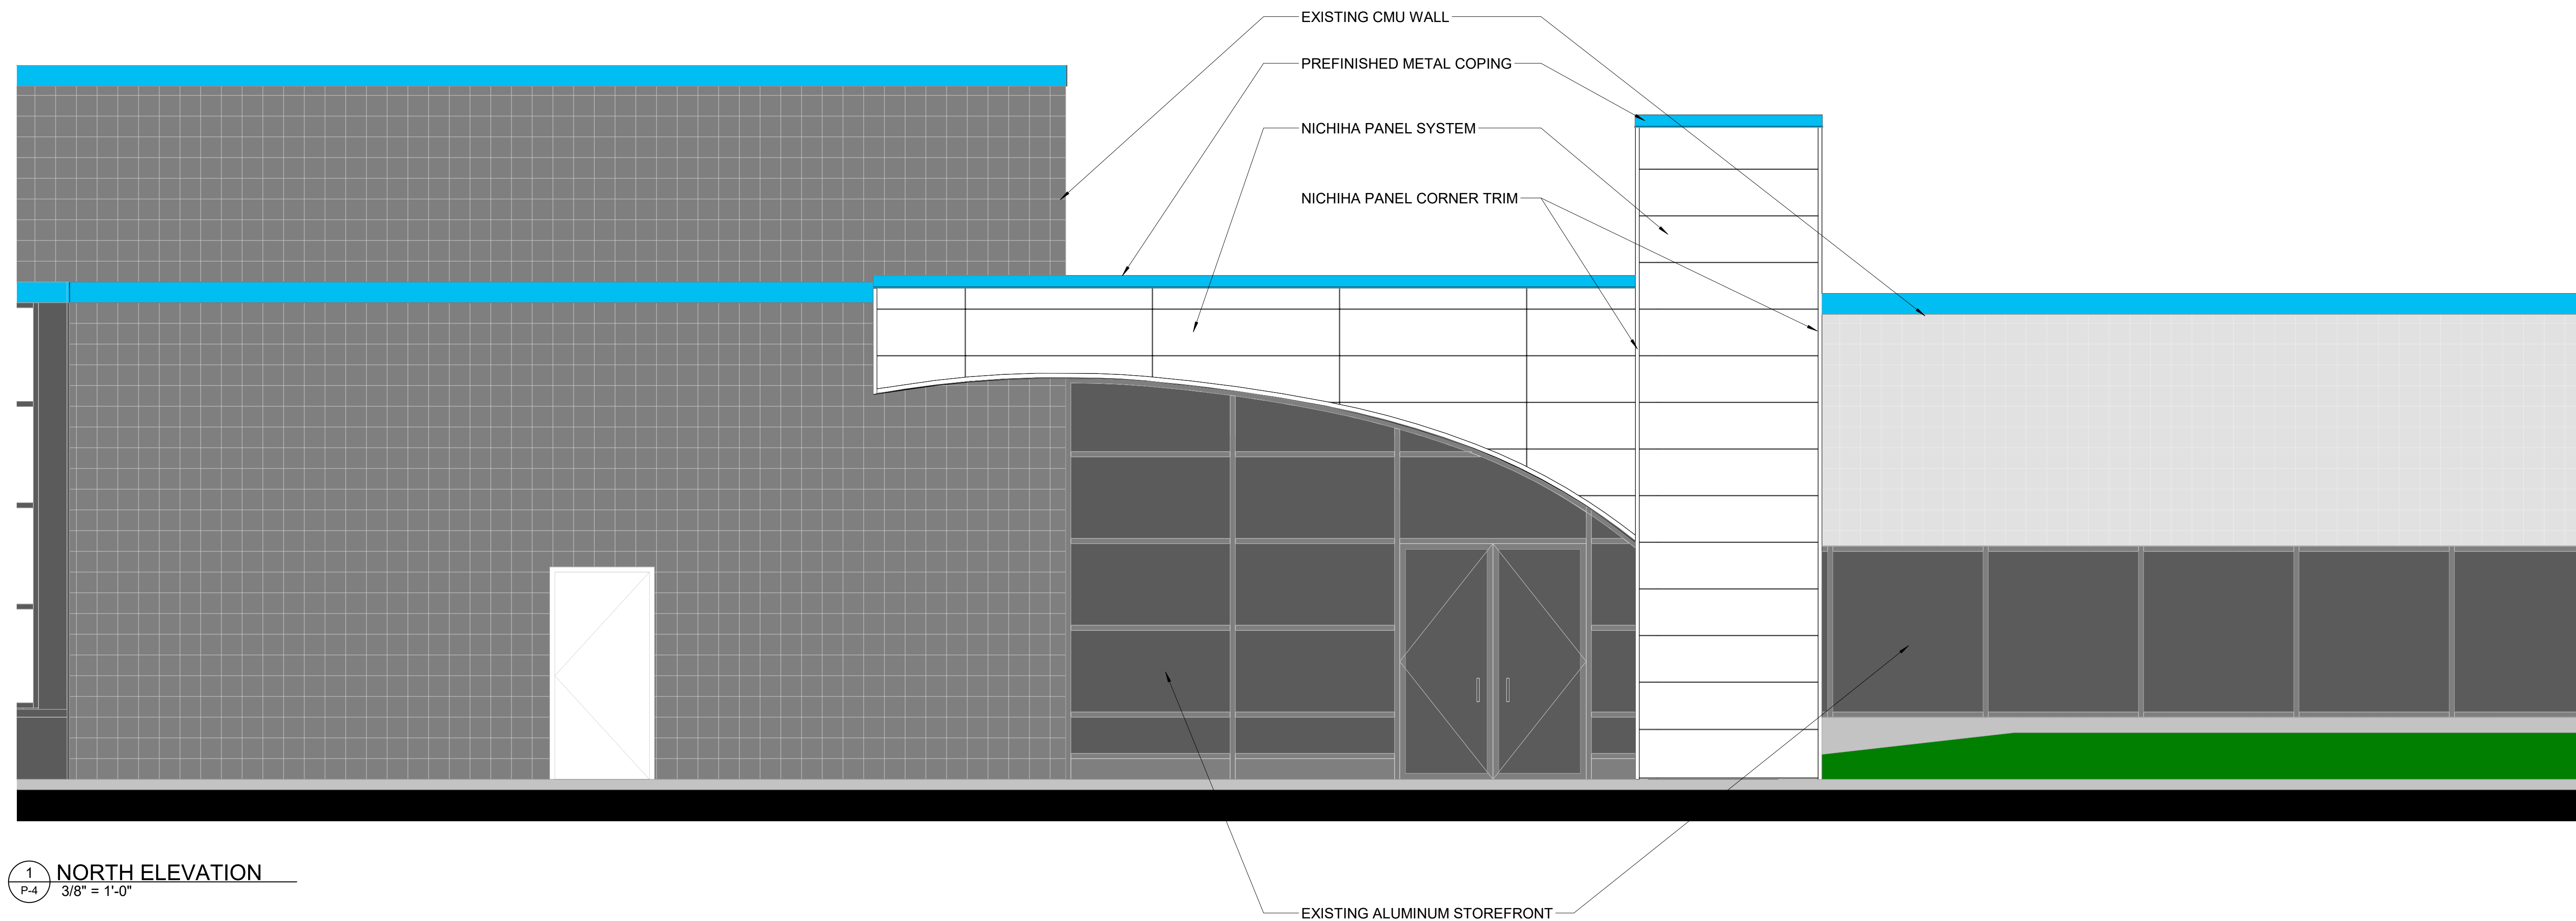 EXISTING CMU WALL
PREFINISHED METAL COPING
NICHIHA PANEL SYSTEM
NICHIHA PANEL CORNER TRIM
1
P-4
NORTH ELEVATION
3/8" = 1'-0"
EXISTING ALUMINUM STOREFRONT